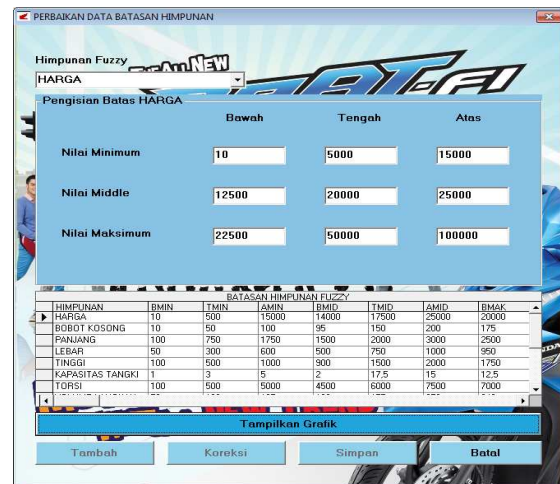 PERBAIKAN DATA BATASAN HIMPUNAN
Himpunan Fuzzy
ALL NEW
HARGA
Pengisian Batas HARGA
Bawah Tengah Atas
Nilai Minimum 10 5000 15000
Nilai Middle 12500 20000 25000
Nilai Maksimum 22500 50000 100000
BATASAN HIMPUNAN FUZZY
HIMPUNAN BMIN TMIN AMIN BMID TMID AMID BMAK
HARGA 10 500 15000 14000 17500 25000 20000
BOBOT KOSONG 10 50 100 95 150 200 175
PANJANG 100 750 1750 1500 2000 3000 2500
LEBAR 50 300 600 500 750 1000 950
TINGGI 100 500 1000 900 1500 2000 1750
KAPASITAS TANGKI 1 3 5 2 17,5 15 12,5
TORSI 100 500 5000 4500 6000 7500 7000
Tampilkan Grafik
Tambah Koreksi Simpan Batal